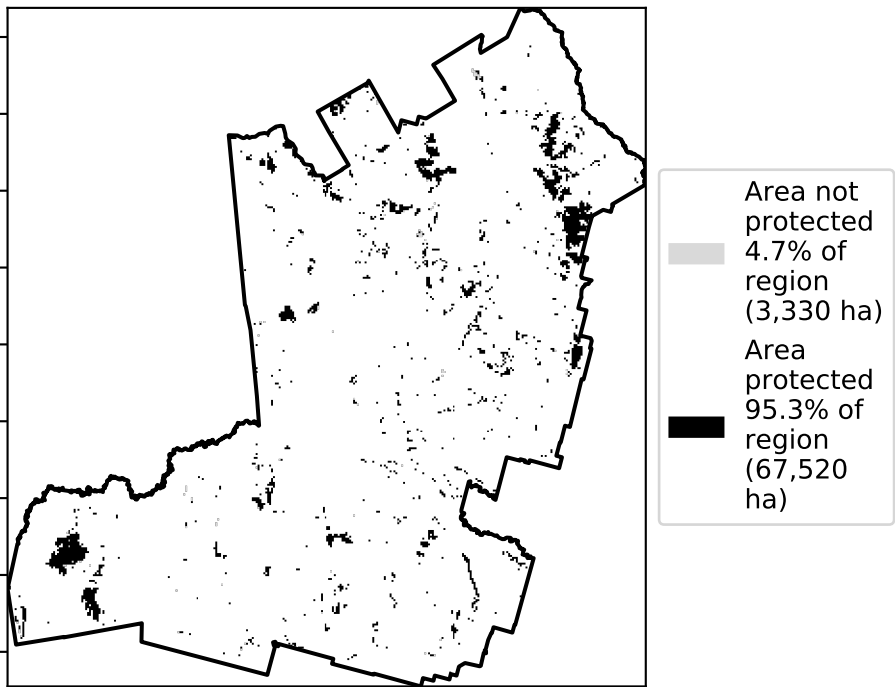 Area not
protected
4.7% of
region
(3,330 ha)
Area
protected
95.3% of
region
(67,520
ha)